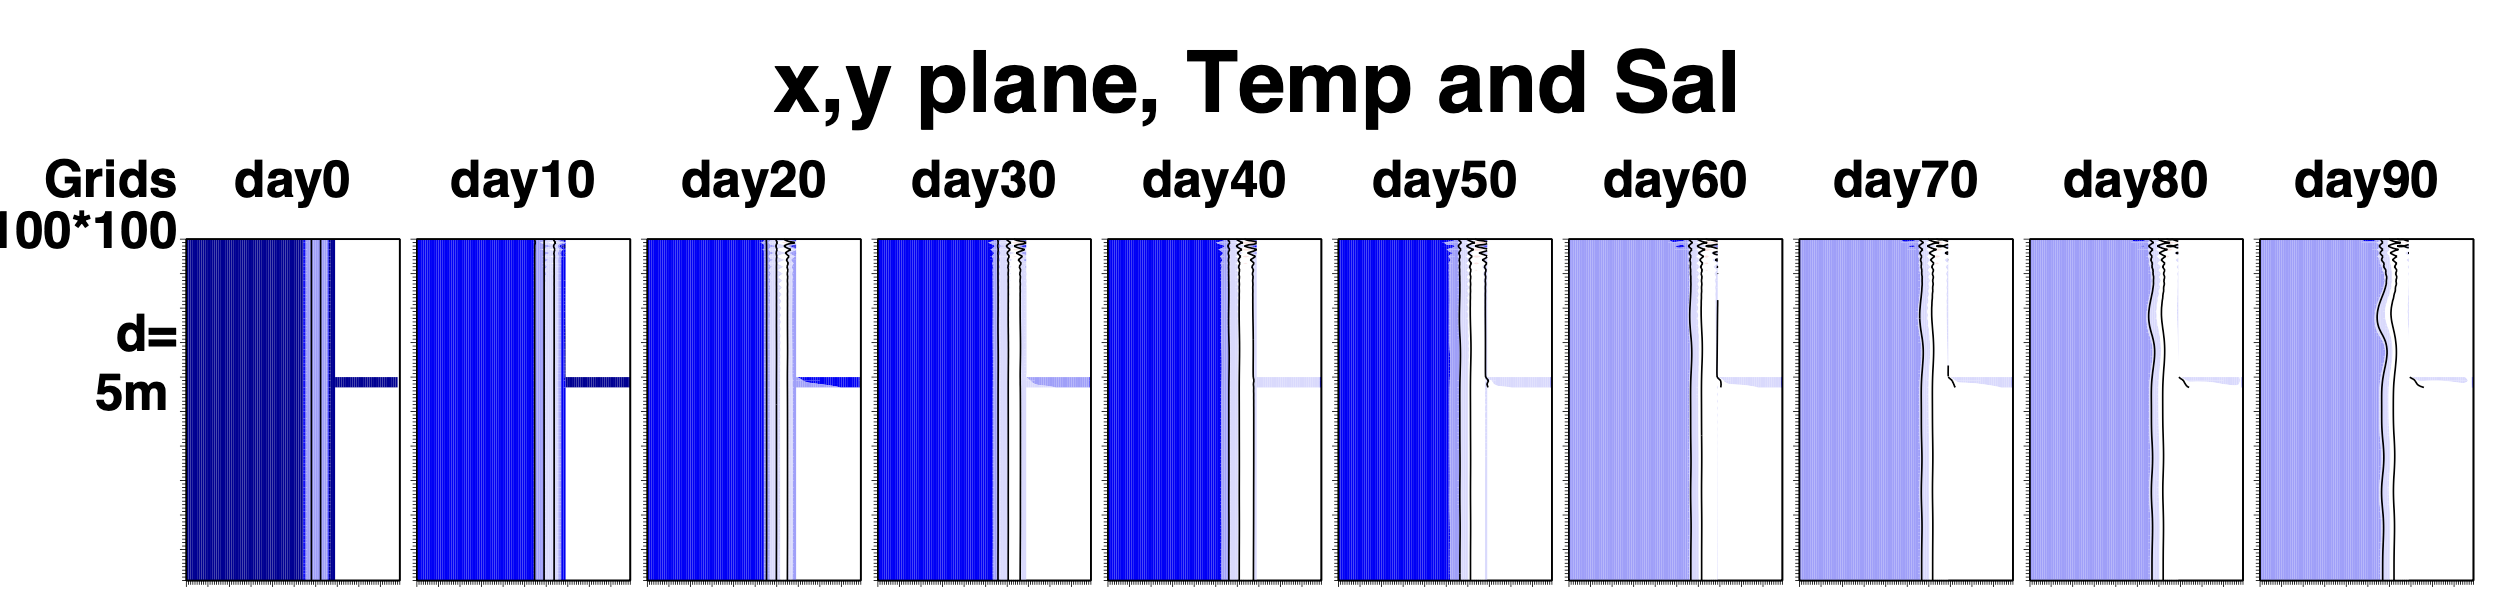 x,y plane, Temp and Sal
Grids day0 day10 day20 day30 day40 day50 day60 day70 day80 day90
100*100
d=
5m